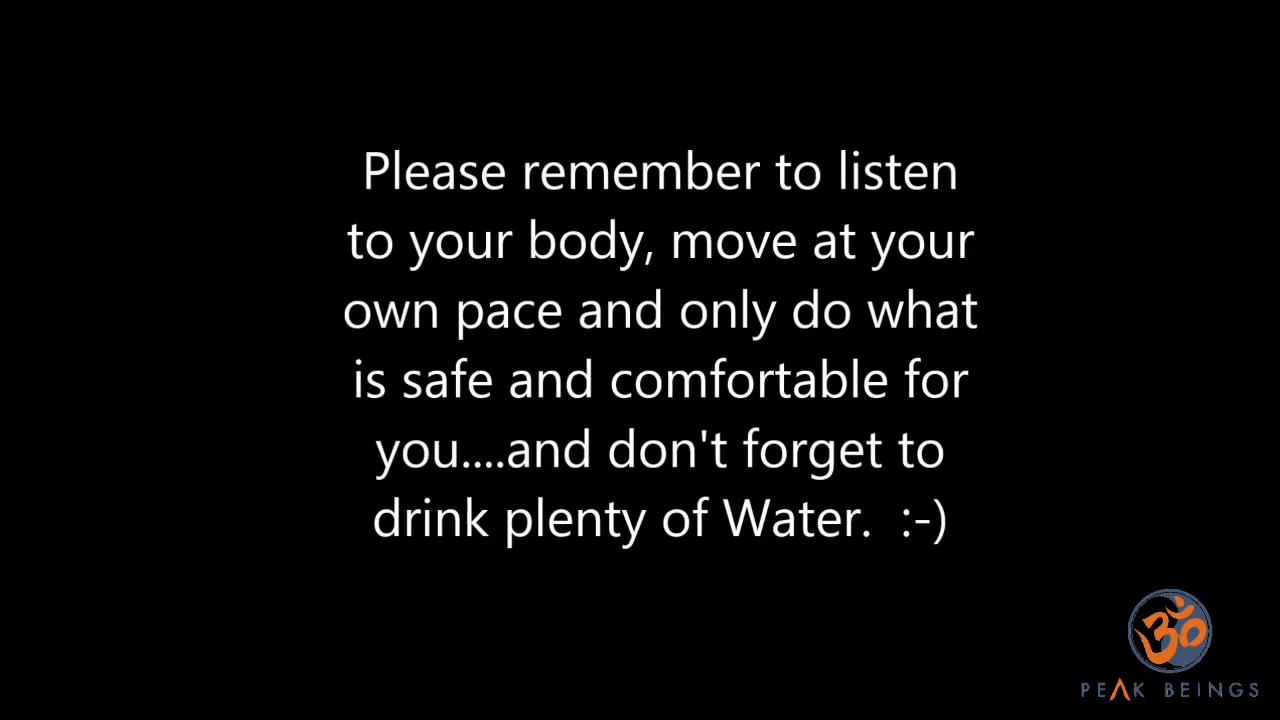 Please remember to listen
to your body, move at your
own pace and only do what
is safe and comfortable for
you....and don't forget to
drink plenty of Water.  :-)
ॐ
PEAK BEINGS